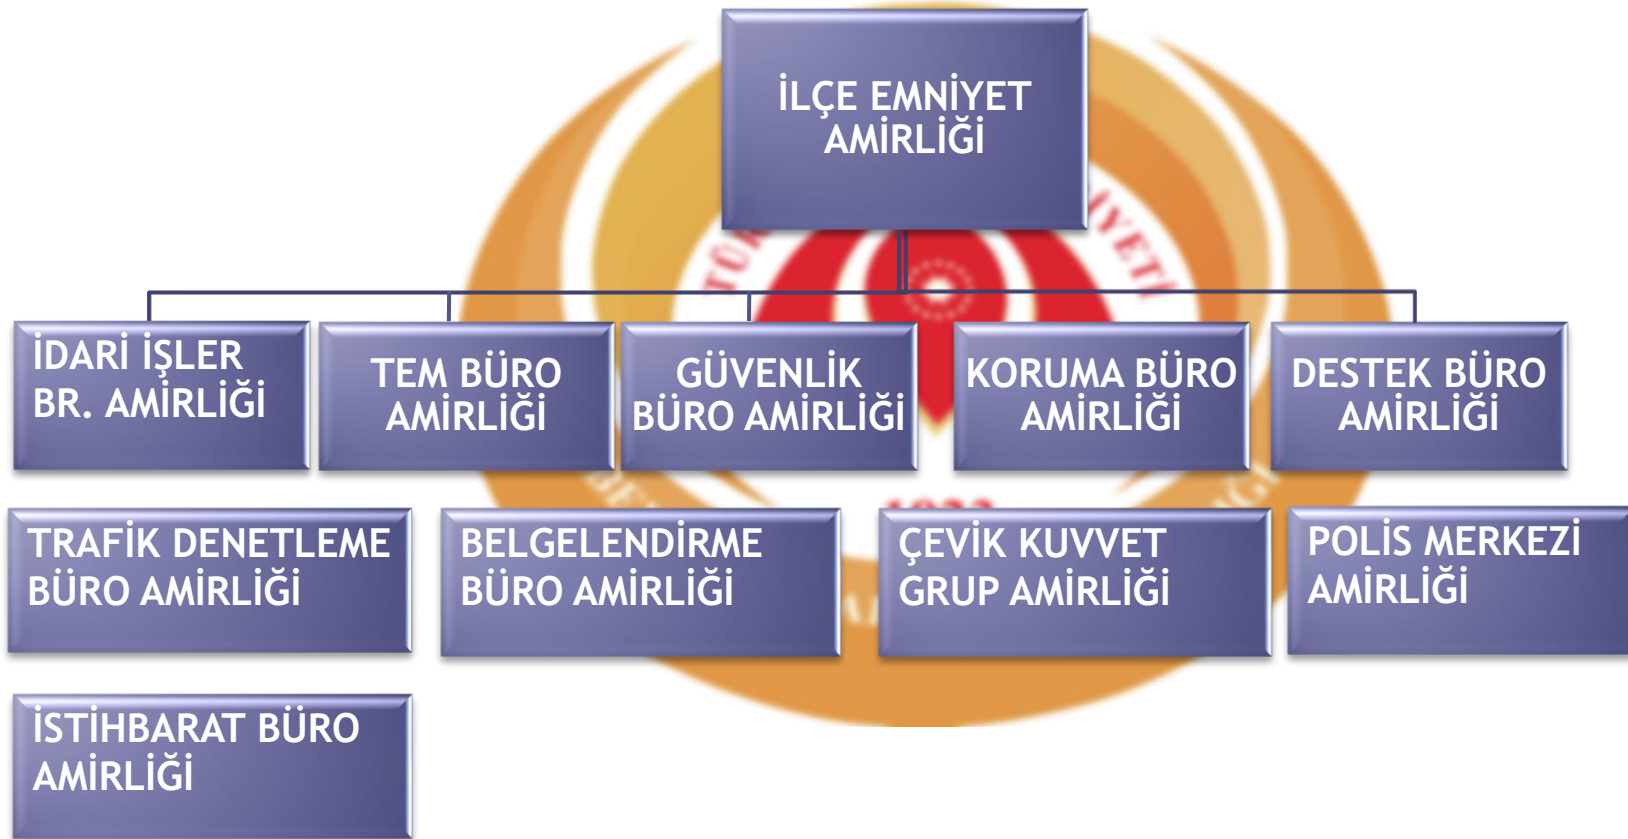 İLÇE EMNİYET
AMİRLİĞİ
İDARİ İŞLER
BR. AMİRLİĞİ
TEM BÜRO
AMİRLİĞİ
GÜVENLİK
BÜRO AMİRLİĞİ
KORUMA BÜRO
AMİRLİĞİ
DESTEK BÜRO
AMİRLİĞİ
TRAFİK DENETLEME
BÜRO AMİRLİĞİ
BELGELENDİRME
BÜRO AMİRLİĞİ
ÇEVİK KUVVET
GRUP AMİRLİĞİ
POLİS MERKEZİ
AMİRLİĞİ
İSTİHBARAT BÜRO
AMİRLİĞİ